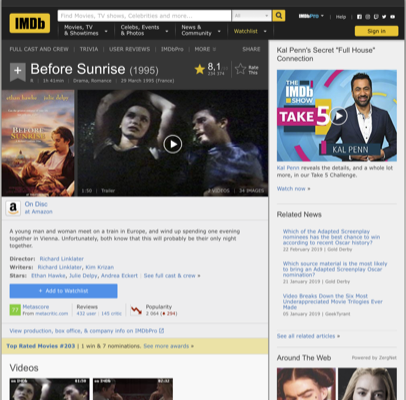 IMDb
Find Movies, TV shows, Celebrities and more...
All
IMDbPro
Help
Movies, TV
& Showtimes
Celebs, Events
& Photos
News &
Community
Watchlist
Sign in
FULL CAST AND CREW | TRIVIA | USER REVIEWS | IMDbPro | MORE
SHARE
Before Sunrise (1995)
8,1
Rate
This
R | 1h 41min | Drama, Romance | 29 March 1995 (France)
BEFORE
SUNRISE
1:50 | Trailer
2 VIDEOS | 34 IMAGES
On Disc
at Amazon
A young man and woman meet on a train in Europe, and wind up spending one evening
together in Vienna. Unfortunately, both know that this will probably be their only night
together.
Director: Richard Linklater
Writers: Richard Linklater, Kim Krizan
Stars: Ethan Hawke, Julie Delpy, Andrea Eckert | See full cast & crew »
+ Add to Watchlist
77
Metascore
From metacritic.com
Reviews
432 user | 145 critic
Popularity
2 964 (294)
View production, box office, & company info on IMDbPro
Top Rated Movies #203 | 1 win & 7 nominations. See more awards »
Videos
Kal Penn's Secret "Full House"
Connection
THE
IMDb
SHOW
TAKE 5
KAL PENN
Kal Penn reveals the details, and a whole lot
more, in our Take 5 Challenge.
Watch now »
Related News
Which of the Adapted Screenplay
nominees has the best chance to win
according to recent Oscar history?
22 February 2019 | Gold Derby
Which source material is the most likely
to bring an Adapted Screenplay Oscar
nomination?
21 January 2019 | Gold Derby
Video Breaks Down the Six Most
Underappreciated Movie Trilogies Ever
Made
05 January 2019 | GeekTyrant
See all related articles »
Around The Web
Powered by ZergNet